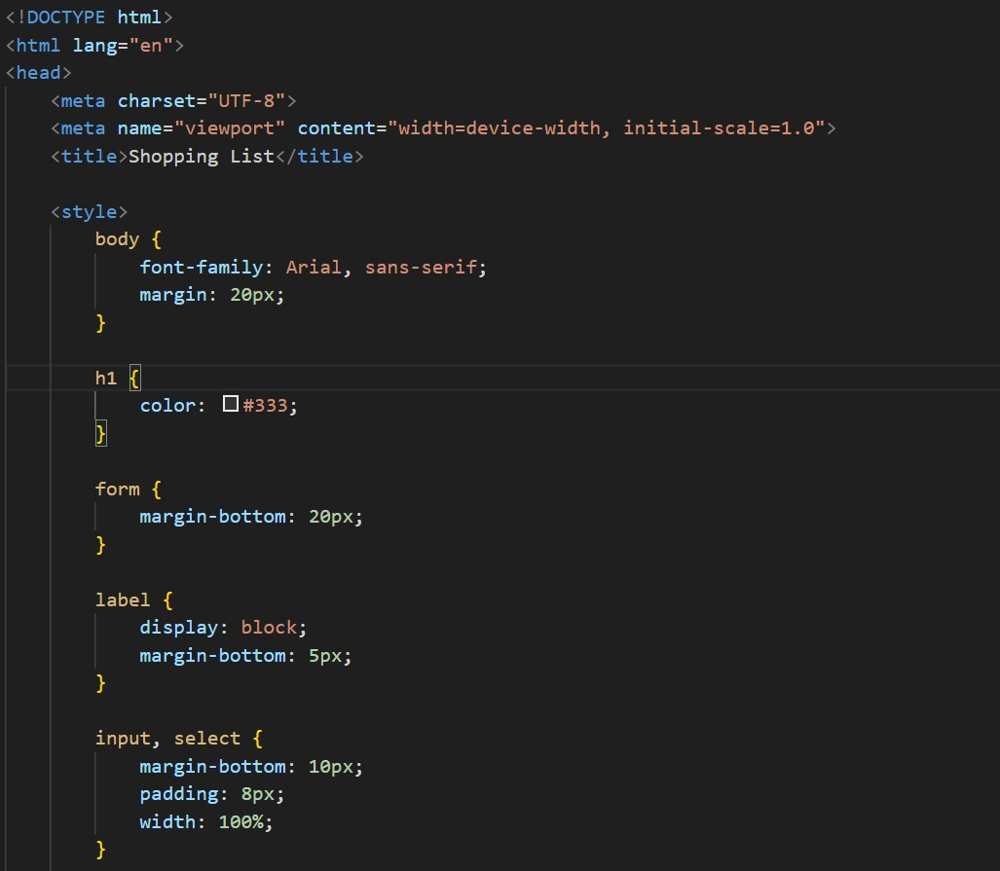 <!DOCTYPE html>
<html lang="en">
<head>
    <meta charset="UTF-8">
    <meta name="viewport" content="width=device-width, initial-scale=1.0">
    <title>Shopping List</title>

    <style>
        body {
            font-family: Arial, sans-serif;
            margin: 20px;
        }

        h1 {
            color: #333;
        }

        form {
            margin-bottom: 20px;
        }

        label {
            display: block;
            margin-bottom: 5px;
        }

        input, select {
            margin-bottom: 10px;
            padding: 8px;
            width: 100%;
        }